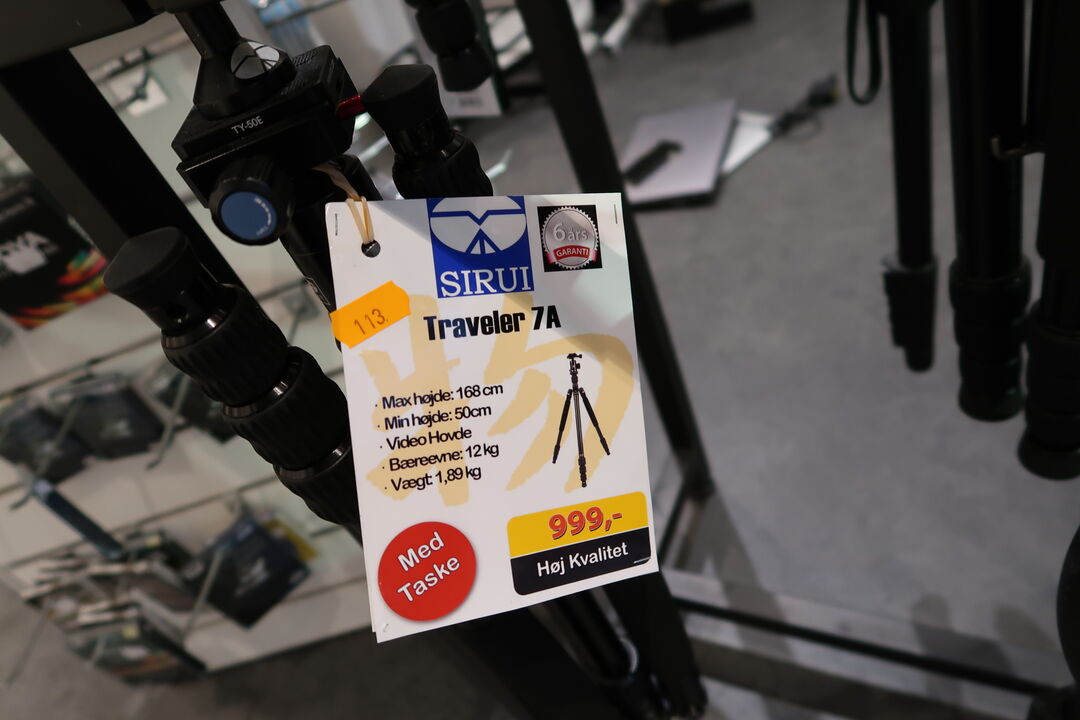 TY-50E
SIRUI
6 års
GARANTI
113.
Traveler 7A
· Max højde: 168 cm
· Min højde: 50cm
· Video Hovde
· Bæreevne: 12 kg
· Vægt: 1,89 kg
Med
Taske
999,-
Høj Kvalitet